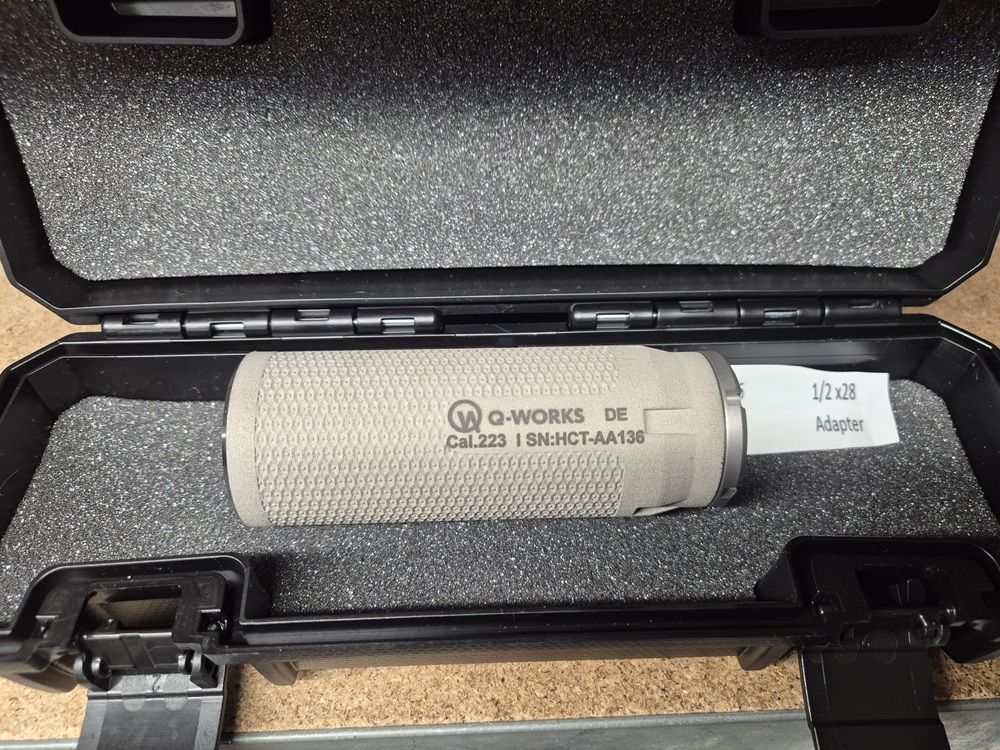 Q-WORKS DE
Cal.223 I SN:HCT-AA136
1/2 x28
Adapter